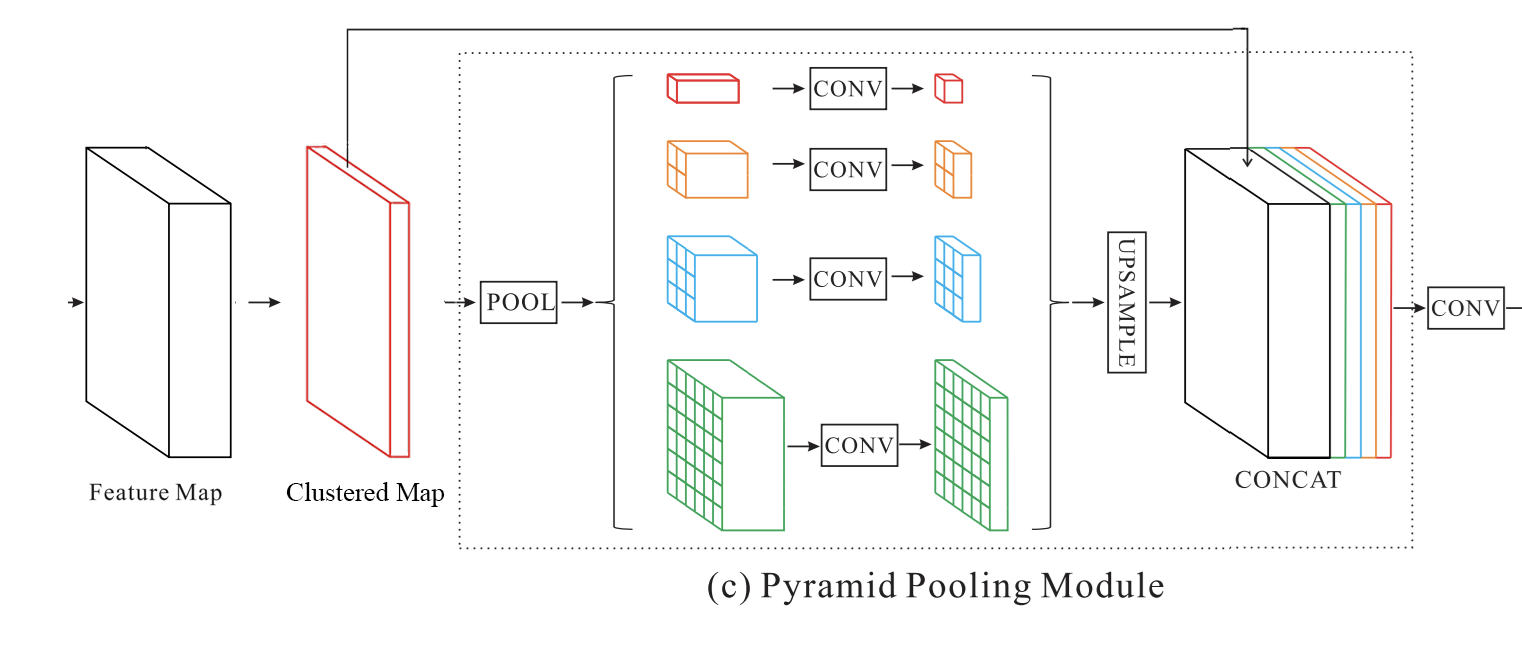 CONV
CONV
CONV
CONV
POOL
UPSAMPLE
CONV
Feature Map
Clustered Map
CONCAT
(c) Pyramid Pooling Module